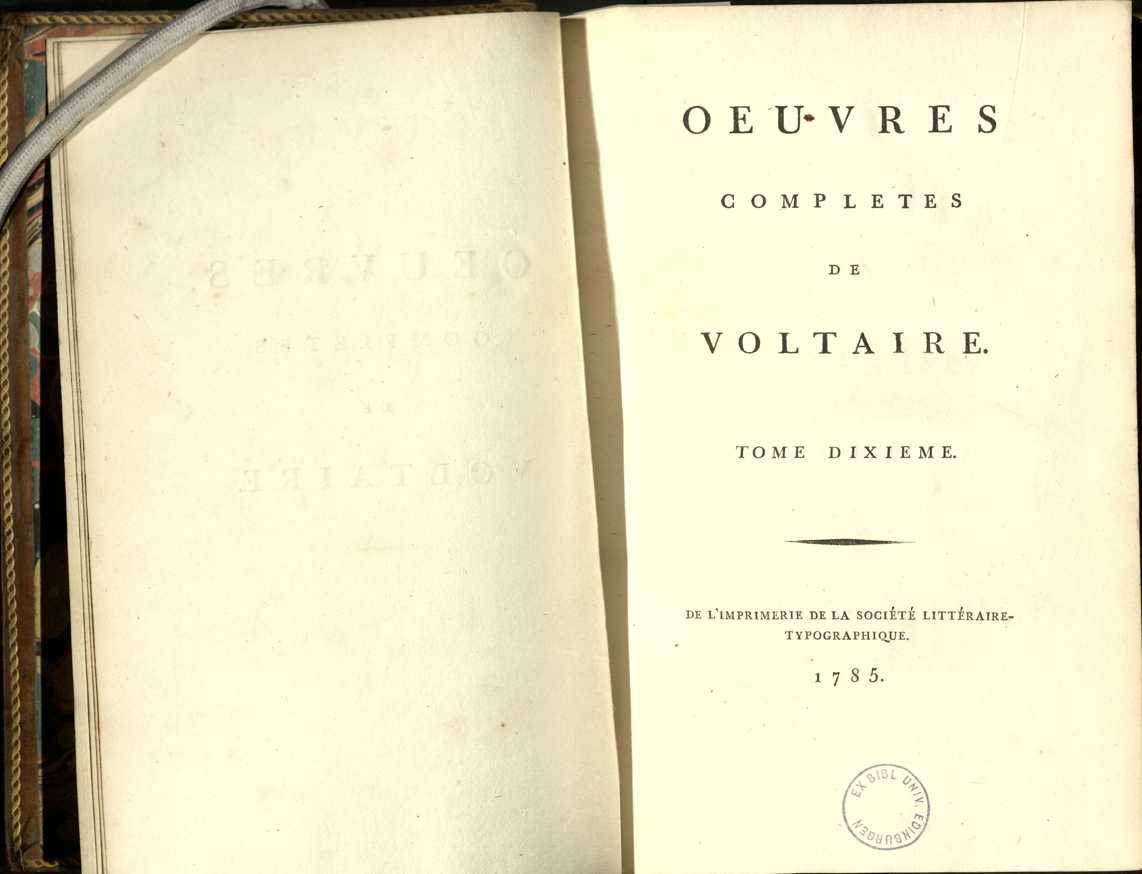 OEUVRES
COMPLETES
DE
VOLTAIRE.
TOME DIXIEME.
DE L'IMPRIMERIE DE LA SOCIÉTÉ LITTÉRAIRE-
TYPOGRAPHIQUE.
1785.
EX BIBL UNIV. EDINBURGEN